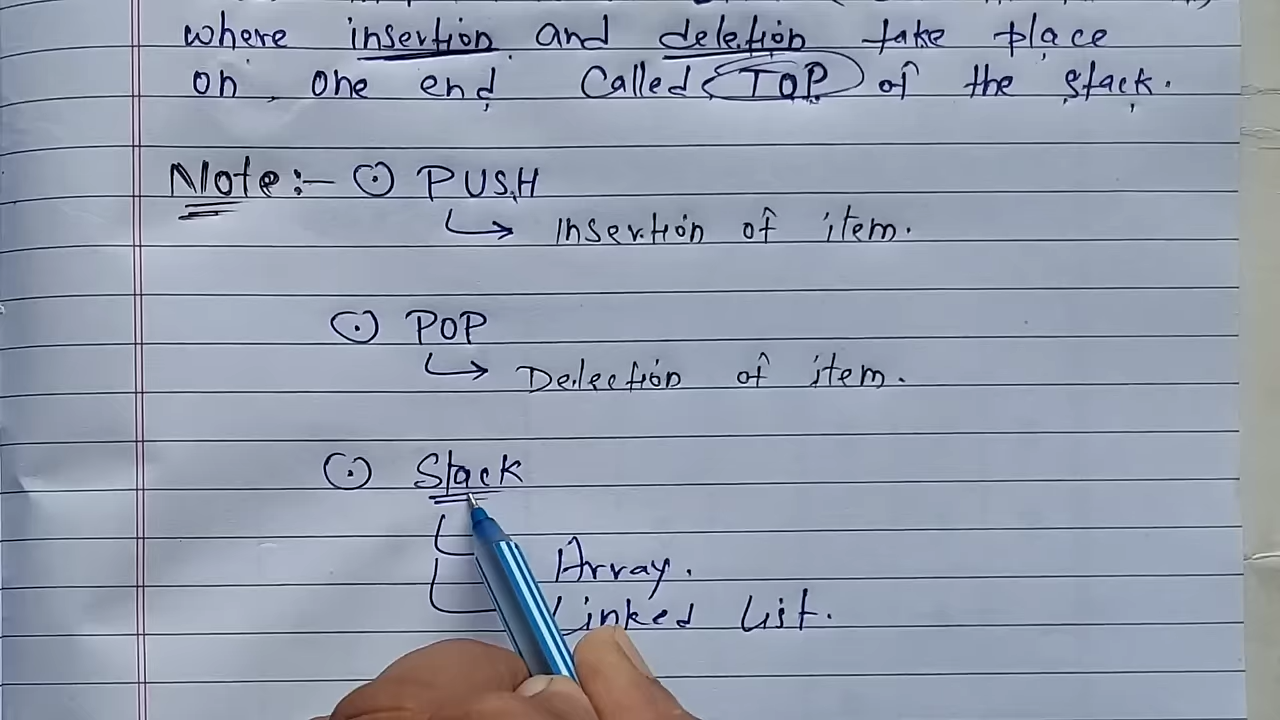 where insertion and deletion take place
on one end called TOP of the stack.
Note:- ⊙ PUSH
↳ Insertion of item.
⊙ POP
↳ Delection of item.
⊙ Stack
Array.
Linked list.